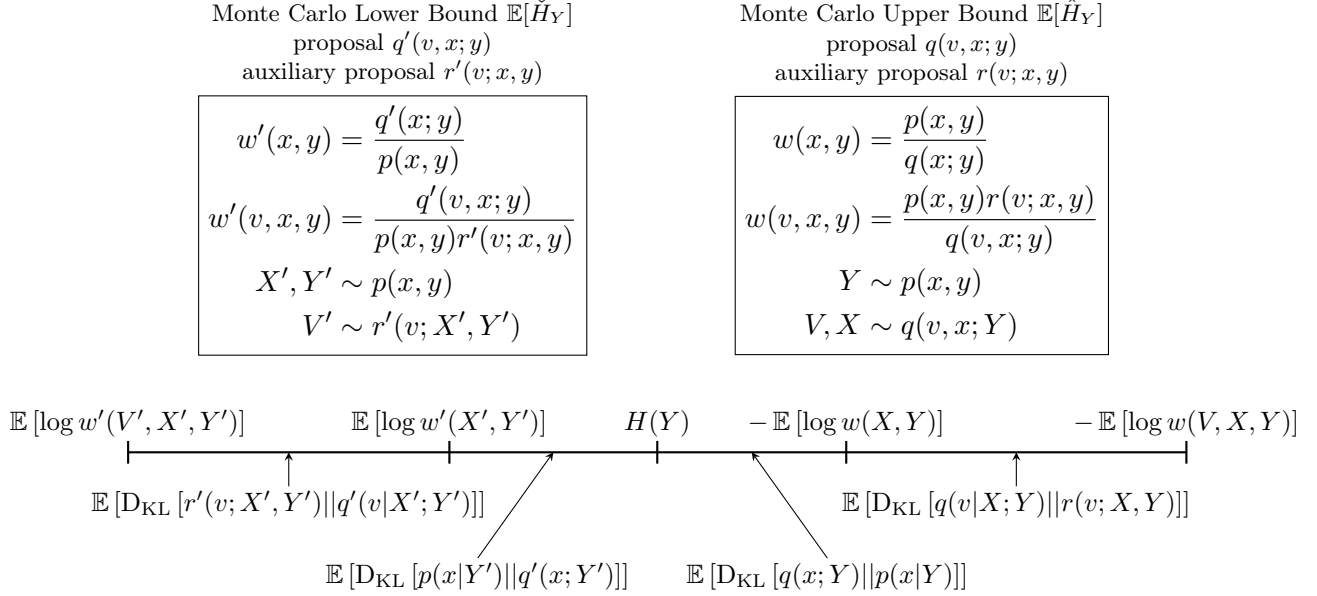 Monte Carlo Lower Bound 𝔼[Ȟ_Y]
proposal q′(v, x; y)
auxiliary proposal r′(v; x, y)
w′(x, y) = q′(x; y) / p(x, y)
w′(v, x, y) = q′(v, x; y) / p(x, y)r′(v; x, y)
X′, Y′ ∼ p(x, y)
V′ ∼ r′(v; X′, Y′)
Monte Carlo Upper Bound 𝔼[Ĥ_Y]
proposal q(v, x; y)
auxiliary proposal r(v; x, y)
w(x, y) = p(x, y) / q(x; y)
w(v, x, y) = p(x, y)r(v; x, y) / q(v, x; y)
Y ∼ p(x, y)
V, X ∼ q(v, x; Y)
𝔼 [log w′(V′, X′, Y′)] 𝔼 [log w′(X′, Y′)] H(Y) − 𝔼 [log w(X, Y)] − 𝔼 [log w(V, X, Y)]
𝔼 [D_KL [r′(v; X′, Y′)||q′(v|X′; Y′)]] 𝔼 [D_KL [q(v|X; Y)||r(v; X, Y)]]
𝔼 [D_KL [p(x|Y′)||q′(x; Y′)]] 𝔼 [D_KL [q(x; Y)||p(x|Y)]]